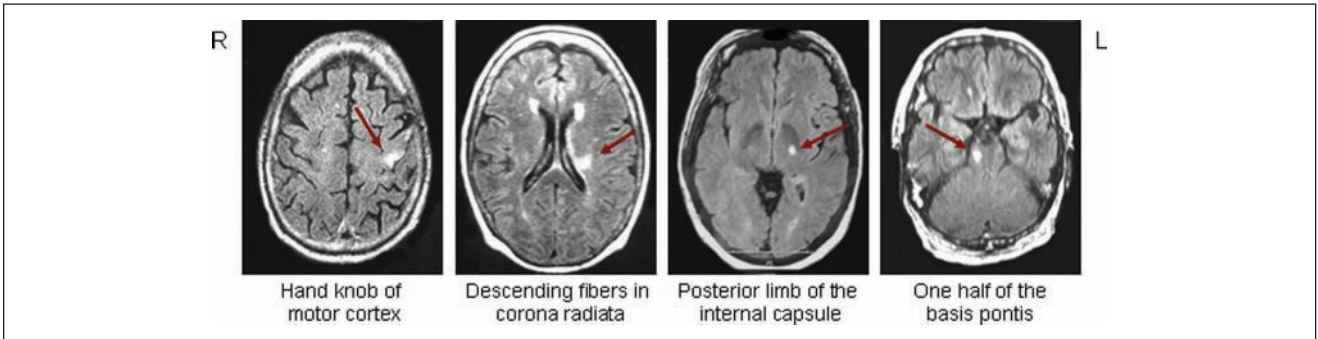 R
L
Hand knob of
motor cortex
Descending fibers in
corona radiata
Posterior limb of the
internal capsule
One half of the
basis pontis